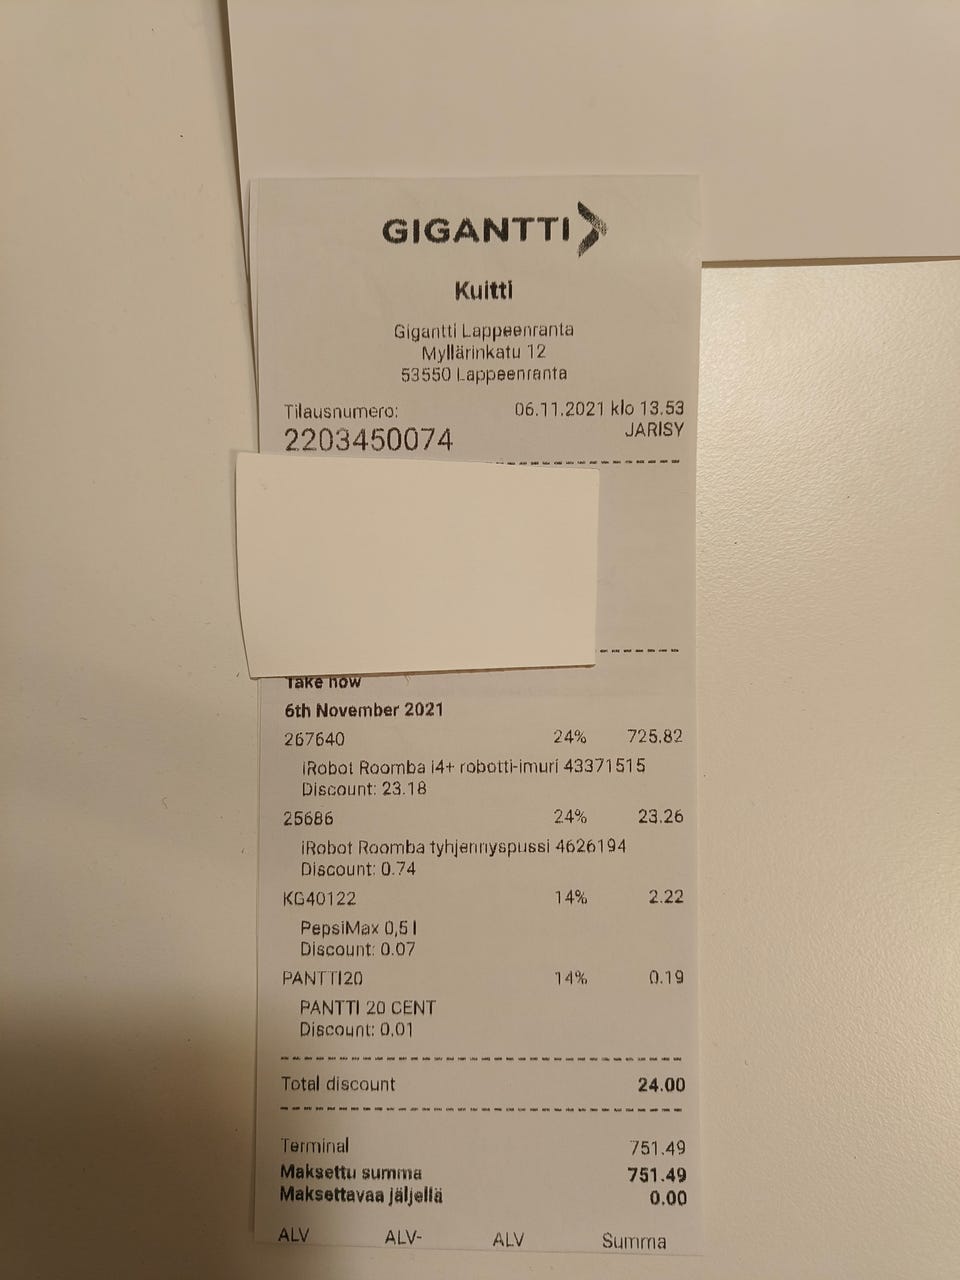 GIGANTTI
Kuitti
Gigantti Lappeenranta
Myllärinkatu 12
53550 Lappeenranta
Tilausnumero: 06.11.2021 klo 13.53
2203450074 JARISY
Take now
6th November 2021
267640 24% 725.82
iRobot Roomba i4+ robotti-imuri 43371515
Discount: 23.18
25686 24% 23.26
iRobot Roomba tyhjennyspussi 4626194
Discount: 0.74
KG40122 14% 2.22
PepsiMax 0,5 l
Discount: 0.07
PANTTI20 14% 0.19
PANTTI 20 CENT
Discount: 0,01
Total discount 24.00
Terminal 751.49
Maksettu summa 751.49
Maksettavaa jäljellä 0.00
ALV ALV- ALV Summa